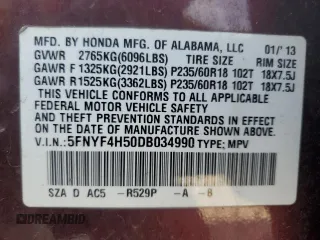 MFD. BY HONDA MFG. OF ALABAMA, LLC 01/'13
GVWR 2765KG(6096LBS) TIRE SIZE RIM SIZE
GAWR F 1325KG(2921LBS) P235/60R18 102T 18X7.5J
GAWR R 1525KG(3362LBS) P235/60R18 102T 18X7.5J
THIS VEHICLE CONFORMS TO ALL APPLICABLE
FEDERAL MOTOR VEHICLE SAFETY AND THEFT
PREVENTION STANDARDS IN EFFECT ON THE DATE
OF MANUFACTURE SHOWN ABOVE.
V.I.N.: 5FNYF4H50DB034990 TYPE: MPV
SZA D AC5 -R529P -A -B
© DREAMBID